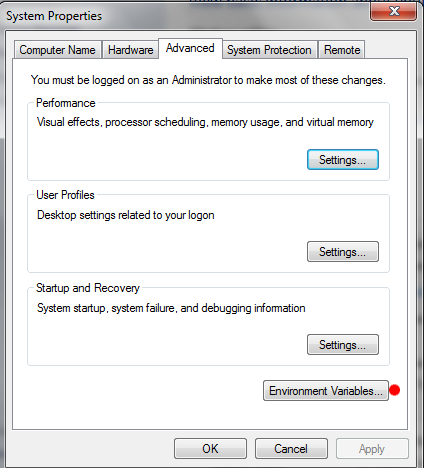 System Properties
Computer Name Hardware Advanced System Protection Remote
You must be logged on as an Administrator to make most of these changes.
Performance
Visual effects, processor scheduling, memory usage, and virtual memory
Settings...
User Profiles
Desktop settings related to your logon
Settings...
Startup and Recovery
System startup, system failure, and debugging information
Settings...
Environment Variables...
OK Cancel Apply